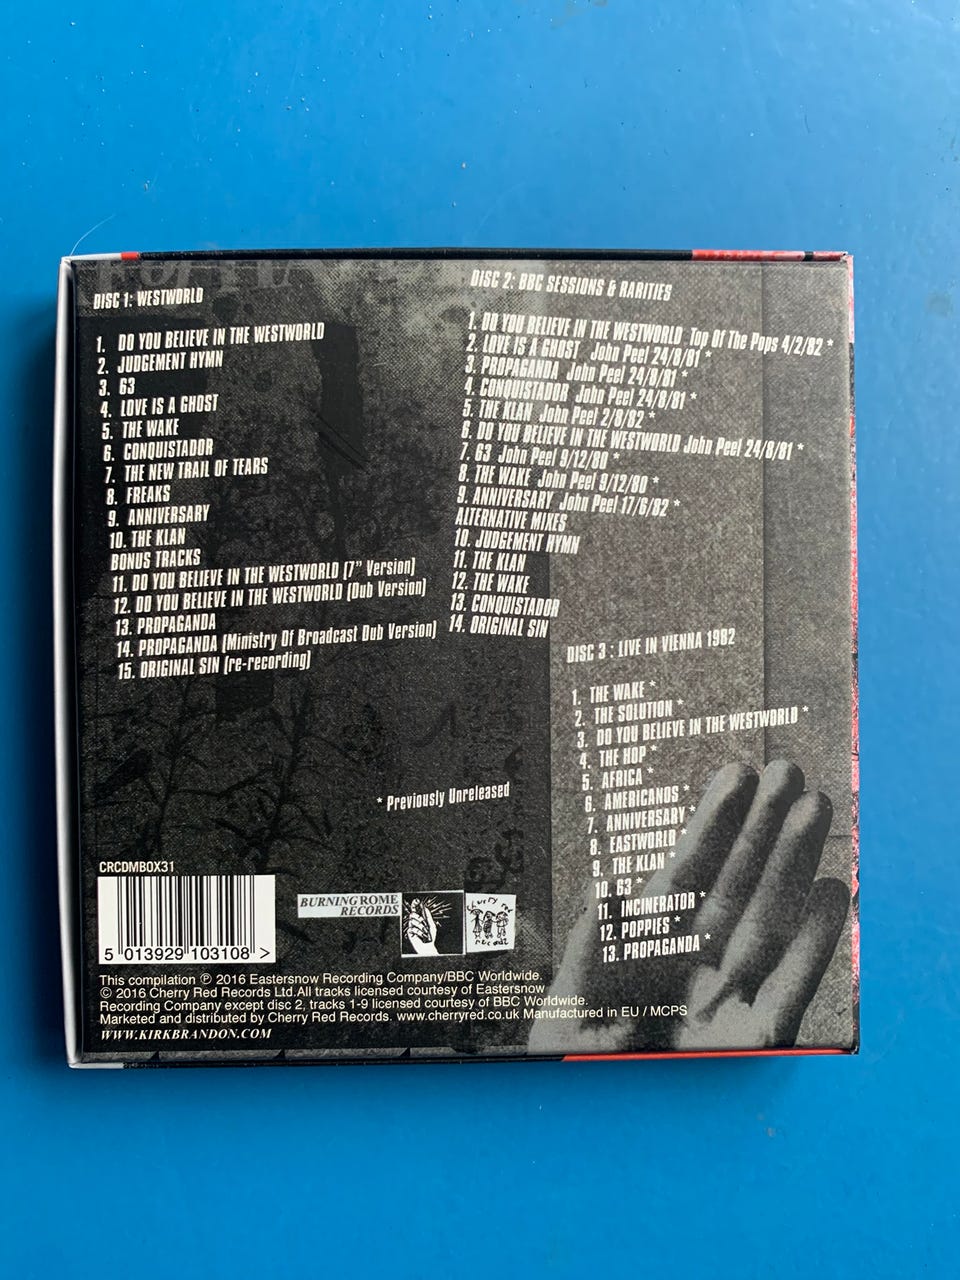 DISC 1: WESTWORLD
1. DO YOU BELIEVE IN THE WESTWORLD
2. JUDGEMENT HYMN
3. 63
4. LOVE IS A GHOST
5. THE WAKE
6. CONQUISTADOR
7. THE NEW TRAIL OF TEARS
8. FREAKS
9. ANNIVERSARY
10. THE KLAN
BONUS TRACKS
11. DO YOU BELIEVE IN THE WESTWORLD (7" Version)
12. DO YOU BELIEVE IN THE WESTWORLD (Dub Version)
13. PROPAGANDA
14. PROPAGANDA (Ministry Of Broadcast Dub Version)
15. ORIGINAL SIN (re-recording)
DISC 2: BBC SESSIONS & RARITIES
1. DO YOU BELIEVE IN THE WESTWORLD Top Of The Pops 4/2/82 *
2. LOVE IS A GHOST John Peel 24/8/81 *
3. PROPAGANDA John Peel 24/8/81 *
4. CONQUISTADOR John Peel 24/8/81 *
5. THE KLAN John Peel 2/8/82 *
6. DO YOU BELIEVE IN THE WESTWORLD John Peel 24/8/81 *
7. 63 John Peel 9/12/80 *
8. THE WAKE John Peel 9/12/80 *
9. ANNIVERSARY John Peel 17/6/82 *
ALTERNATIVE MIXES
10. JUDGEMENT HYMN
11. THE KLAN
12. THE WAKE
13. CONQUISTADOR
14. ORIGINAL SIN
DISC 3 : LIVE IN VIENNA 1982
1. THE WAKE *
2. THE SOLUTION *
3. DO YOU BELIEVE IN THE WESTWORLD *
4. THE HOP *
5. AFRICA *
6. AMERICANOS *
7. ANNIVERSARY *
8. EASTWORLD *
9. THE KLAN *
10. 63 *
11. INCINERATOR *
12. POPPIES *
13. PROPAGANDA *
* Previously Unreleased
CRCDMBOX31
5 013929 103108 >
BURNING ROME
RECORDS
cherry red
records
This compilation ℗ 2016 Eastersnow Recording Company/BBC Worldwide.
© 2016 Cherry Red Records Ltd.All tracks licensed courtesy of Eastersnow
Recording Company except disc 2, tracks 1-9 licensed courtesy of BBC Worldwide.
Marketed and distributed by Cherry Red Records. www.cherryred.co.uk Manufactured in EU / MCPS
WWW.KIRKBRANDON.COM